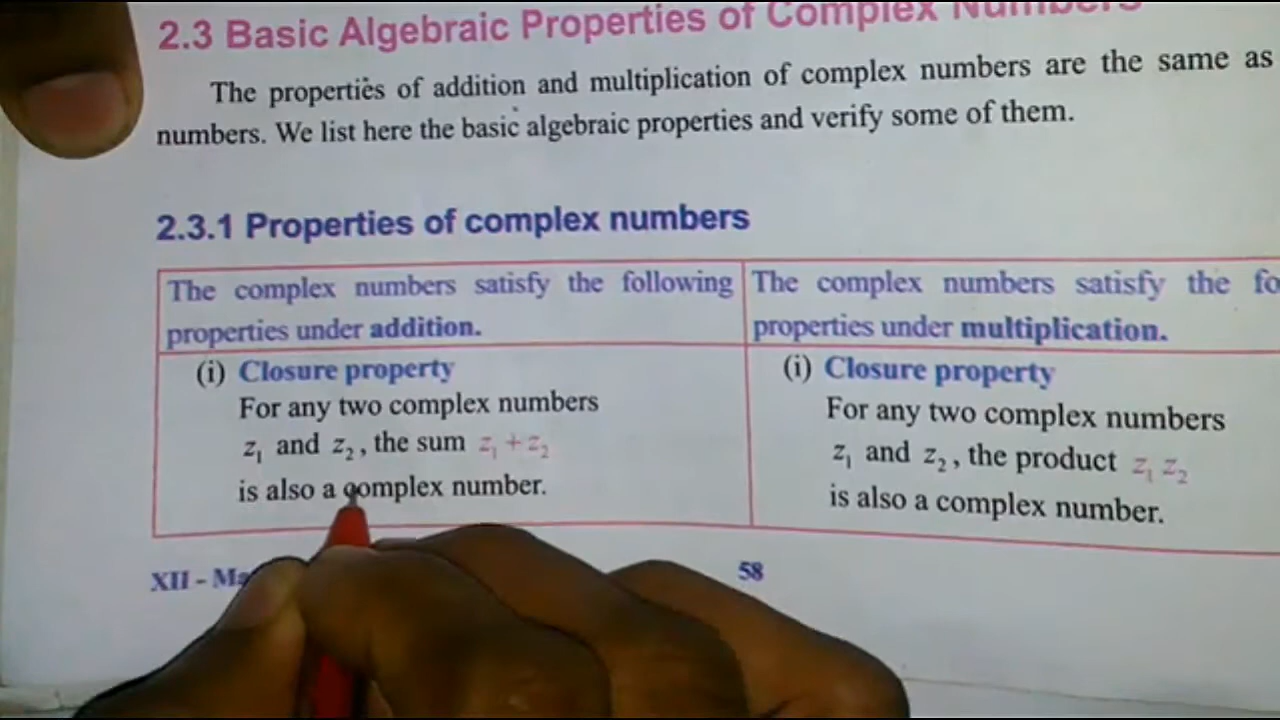 2.3 Basic Algebraic Properties of Complex Numbers
The properties of addition and multiplication of complex numbers are the same as
numbers. We list here the basic algebraic properties and verify some of them.
2.3.1 Properties of complex numbers
The complex numbers satisfy the following
properties under addition.
(i) Closure property
For any two complex numbers
z₁ and z₂, the sum z₁ + z₂
is also a complex number.
The complex numbers satisfy the
properties under multiplication.
(i) Closure property
For any two complex numbers
z₁ and z₂, the product z₁ z₂
is also a complex number.
XII -
58